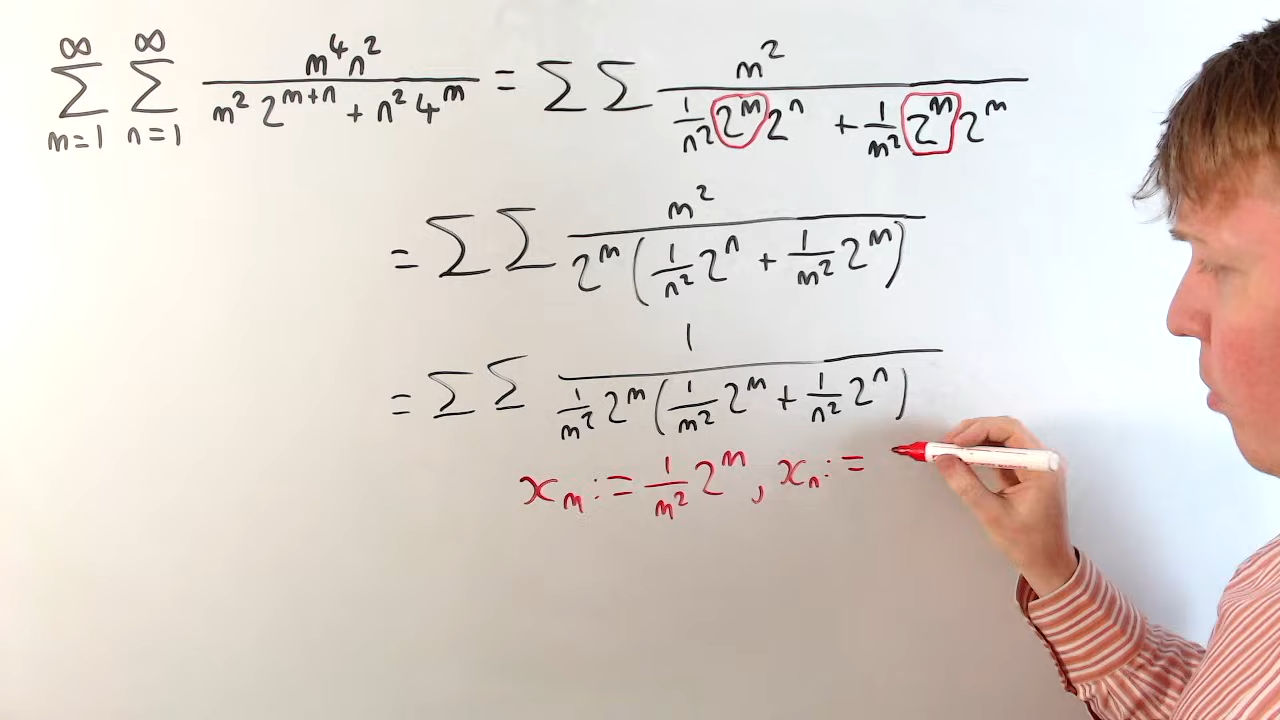 ∑_{m=1}^{∞} ∑_{n=1}^{∞} m⁴n² / (m² 2^{m+n} + n² 4^m) = ∑ ∑ m² / (1/n² 2^m 2^n + 1/m² 2^m 2^m)
= ∑ ∑ m² / (2^m (1/n² 2^n + 1/m² 2^m))
= ∑ ∑ 1 / (1/m² 2^m (1/m² 2^m + 1/n² 2^n))
x_m := 1/m² 2^m, x_n :=